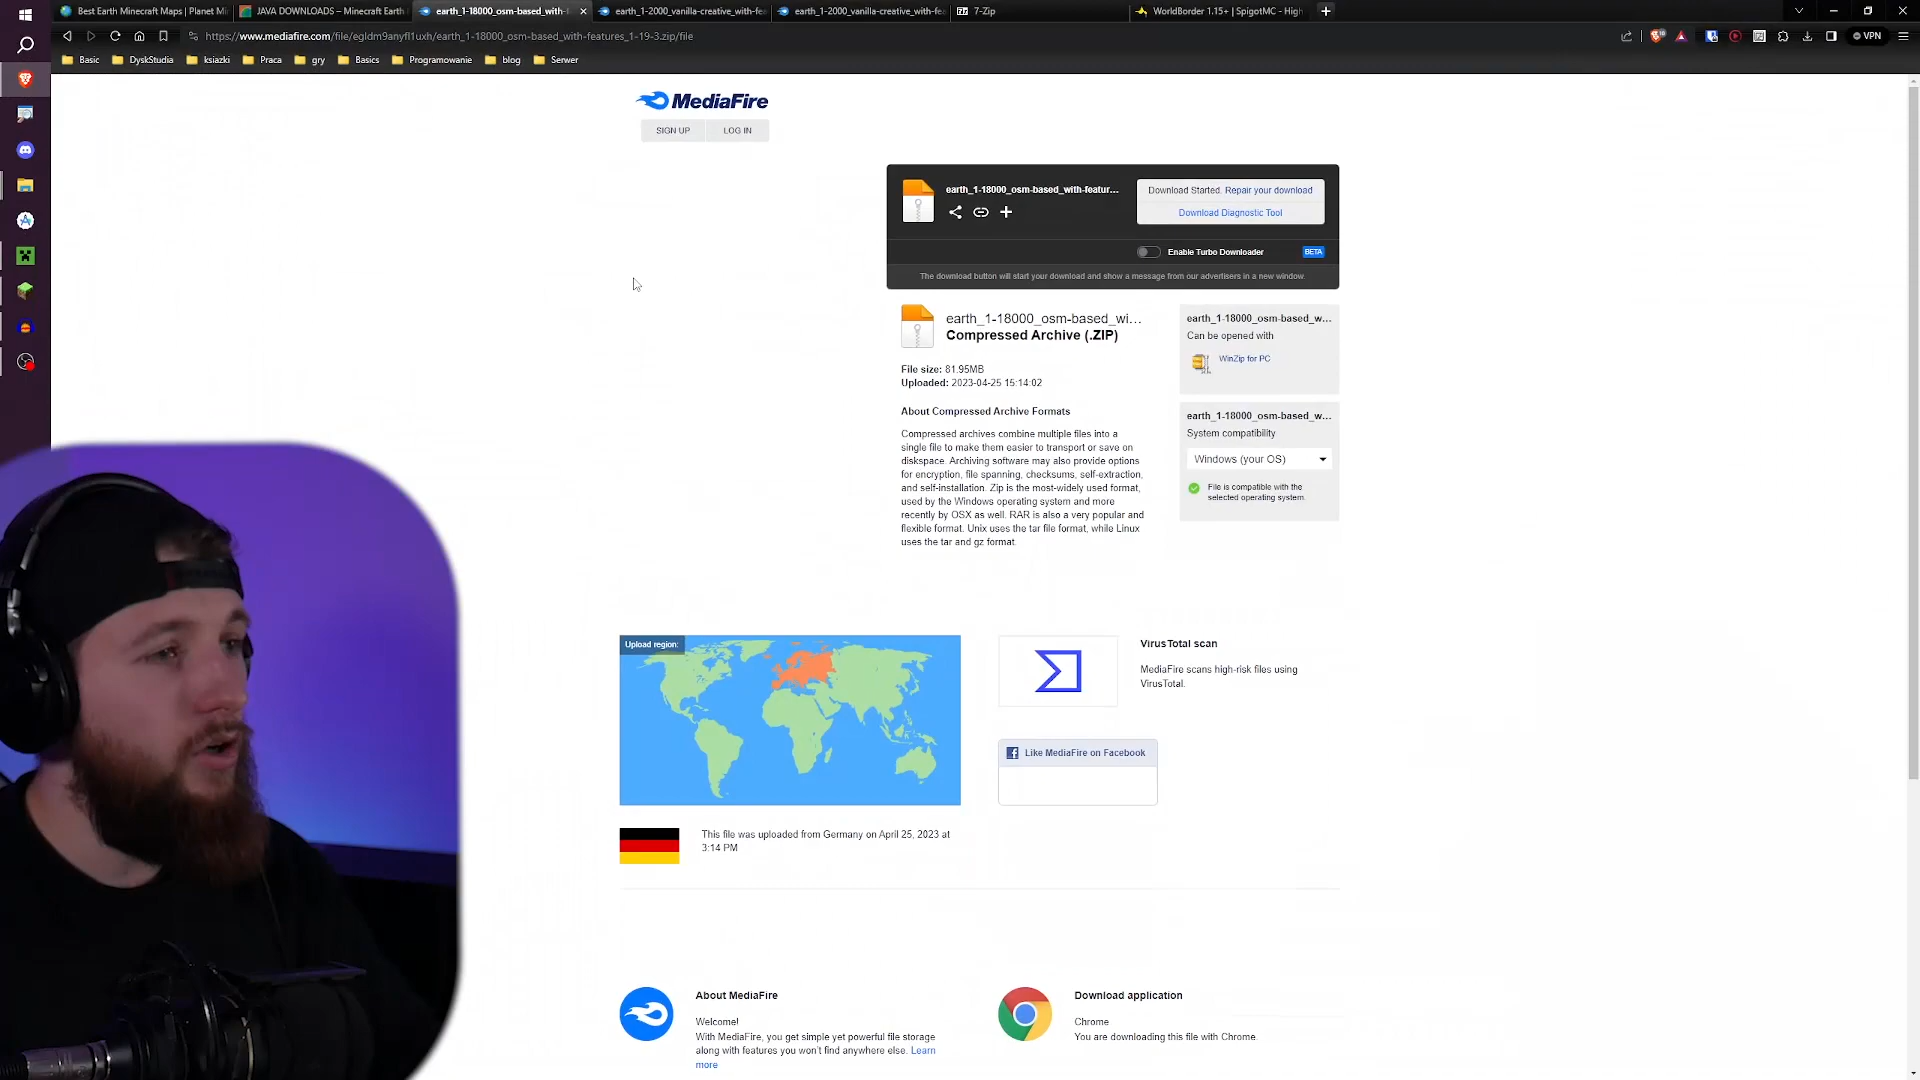 Best Earth Minecraft Maps | Planet Mi
JAVA DOWNLOADS – Minecraft Earth
earth_1-18000_osm-based_with-
earth_1-2000_vanilla-creative_with-fea
earth_1-2000_vanilla-creative_with-fea
7-Zip
WorldBorder 1.15+ | SpigotMC - High
https://www.mediafire.com/file/egldm9anyfl1uxh/earth_1-18000_osm-based_with-features_1-19-3.zip/file
VPN
Basic
DyskStudia
ksiazki
Praca
gry
Basics
Programowanie
blog
Serwer
MediaFire
SIGN UP
LOG IN
earth_1-18000_osm-based_with-featur...
Download Started. Repair your download
Download Diagnostic Tool
Enable Turbo Downloader
BETA
The download button will start your download and show a message from our advertisers in a new window.
earth_1-18000_osm-based_wi...
Compressed Archive (.ZIP)
File size: 81.95MB
Uploaded: 2023-04-25 15:14:02
About Compressed Archive Formats
Compressed archives combine multiple files into a
single file to make them easier to transport or save on
diskspace. Archiving software may also provide options
for encryption, file spanning, checksums, self-extraction,
and self-installation. Zip is the most-widely used format,
used by the Windows operating system and more
recently by OSX as well. RAR is also a very popular and
flexible format. Unix uses the tar file format, while Linux
uses the tar and gz format.
earth_1-18000_osm-based_w...
Can be opened with
WinZip for PC
earth_1-18000_osm-based_w...
System compatibility
Windows (your OS)
File is compatible with the
selected operating system.
Upload region:
VirusTotal scan
MediaFire scans high-risk files using
VirusTotal.
Like MediaFire on Facebook
This file was uploaded from Germany on April 25, 2023 at
3:14 PM
About MediaFire
Welcome!
With MediaFire, you get simple yet powerful file storage
along with features you won't find anywhere else. Learn
more
Download application
Chrome
You are downloading this file with Chrome.